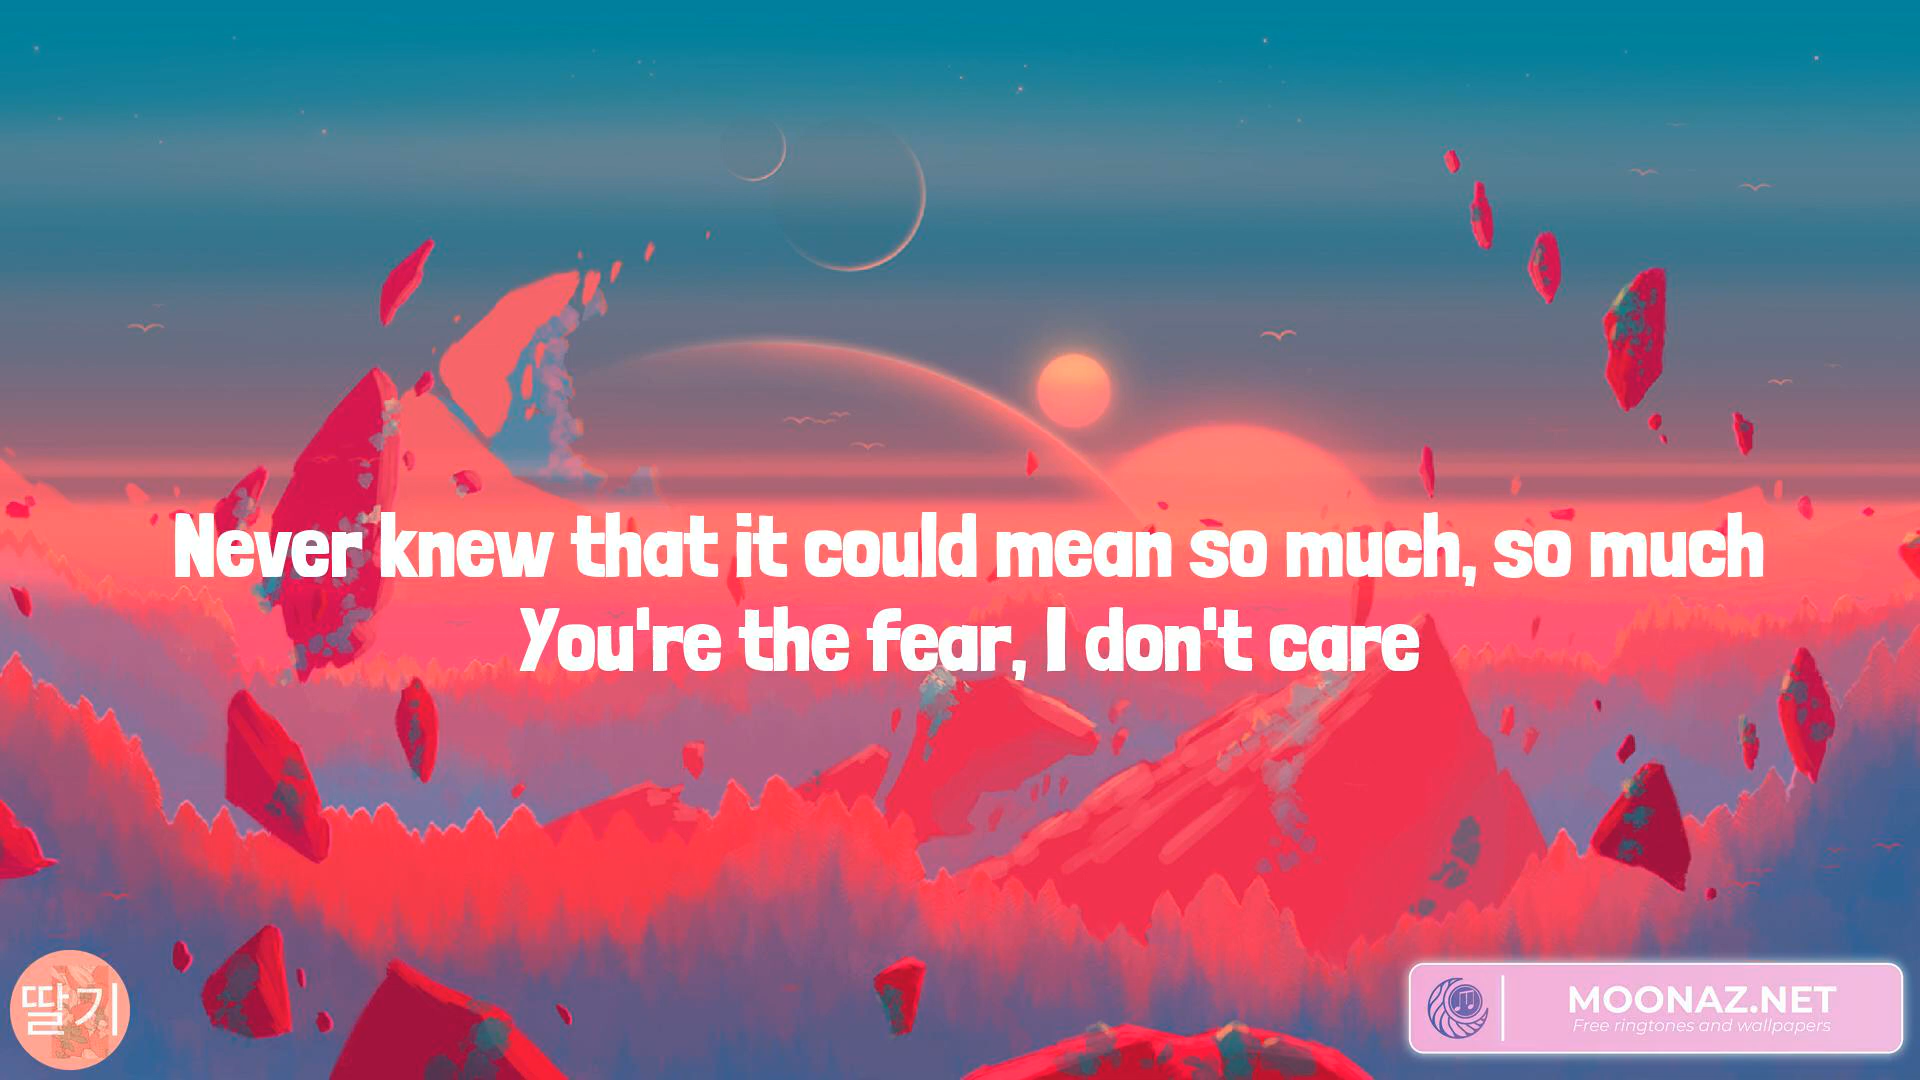 Never knew that it could mean so much, so much
You're the fear, I don't care
딸기
MOONAZ.NET
Free ringtones and wallpapers